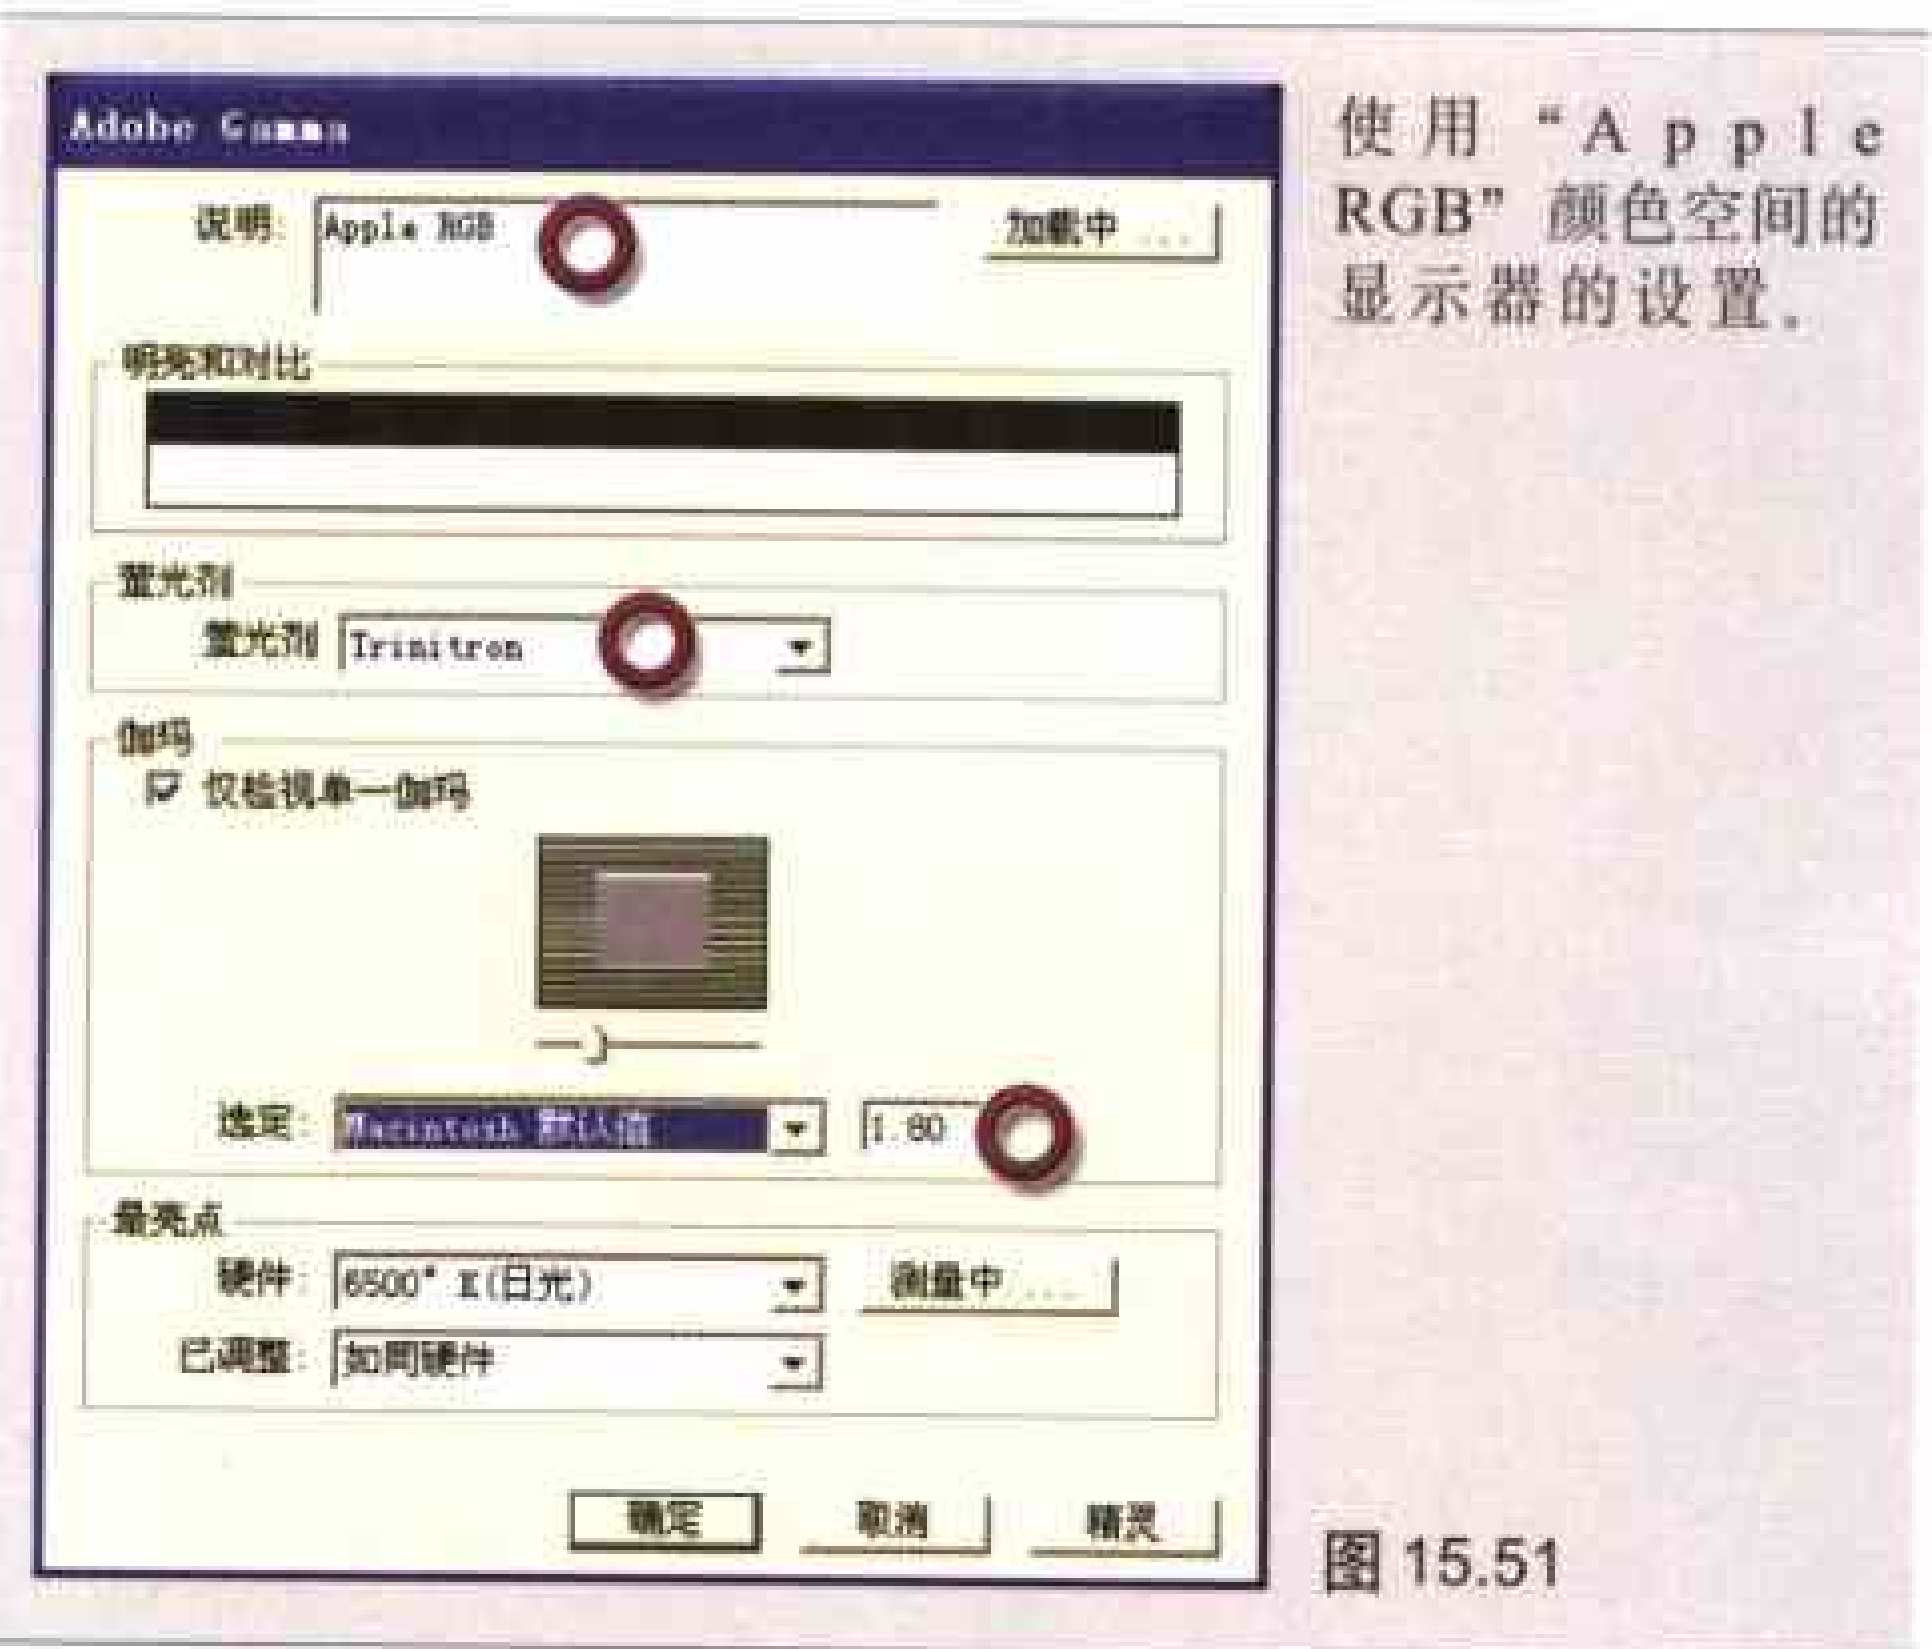 Adobe Gamma
说明: Apple RGB 加载中 ...
明亮和对比
萤光剂
萤光剂 Trinitron
伽玛
仅检视单一伽玛
选定: Macintosh 默认值 1.80
最亮点
硬件: 6500° K(日光) 测量中 ...
已调整: 如同硬件
确定 取消 精灵
使用 “Apple
RGB” 颜色空间的
显示器的设置。
图 15.51